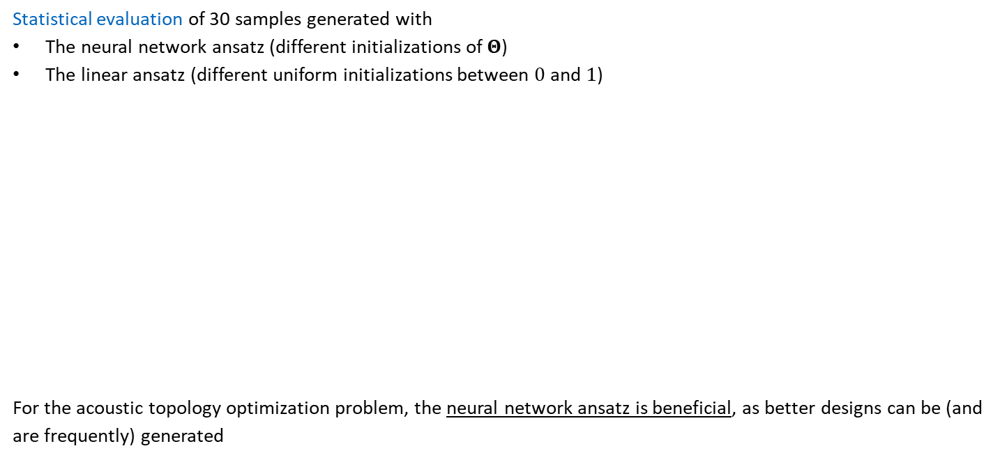 Statistical evaluation of 30 samples generated with
• The neural network ansatz (different initializations of Θ)
• The linear ansatz (different uniform initializations between 0 and 1)
For the acoustic topology optimization problem, the neural network ansatz is beneficial, as better designs can be (and
are frequently) generated